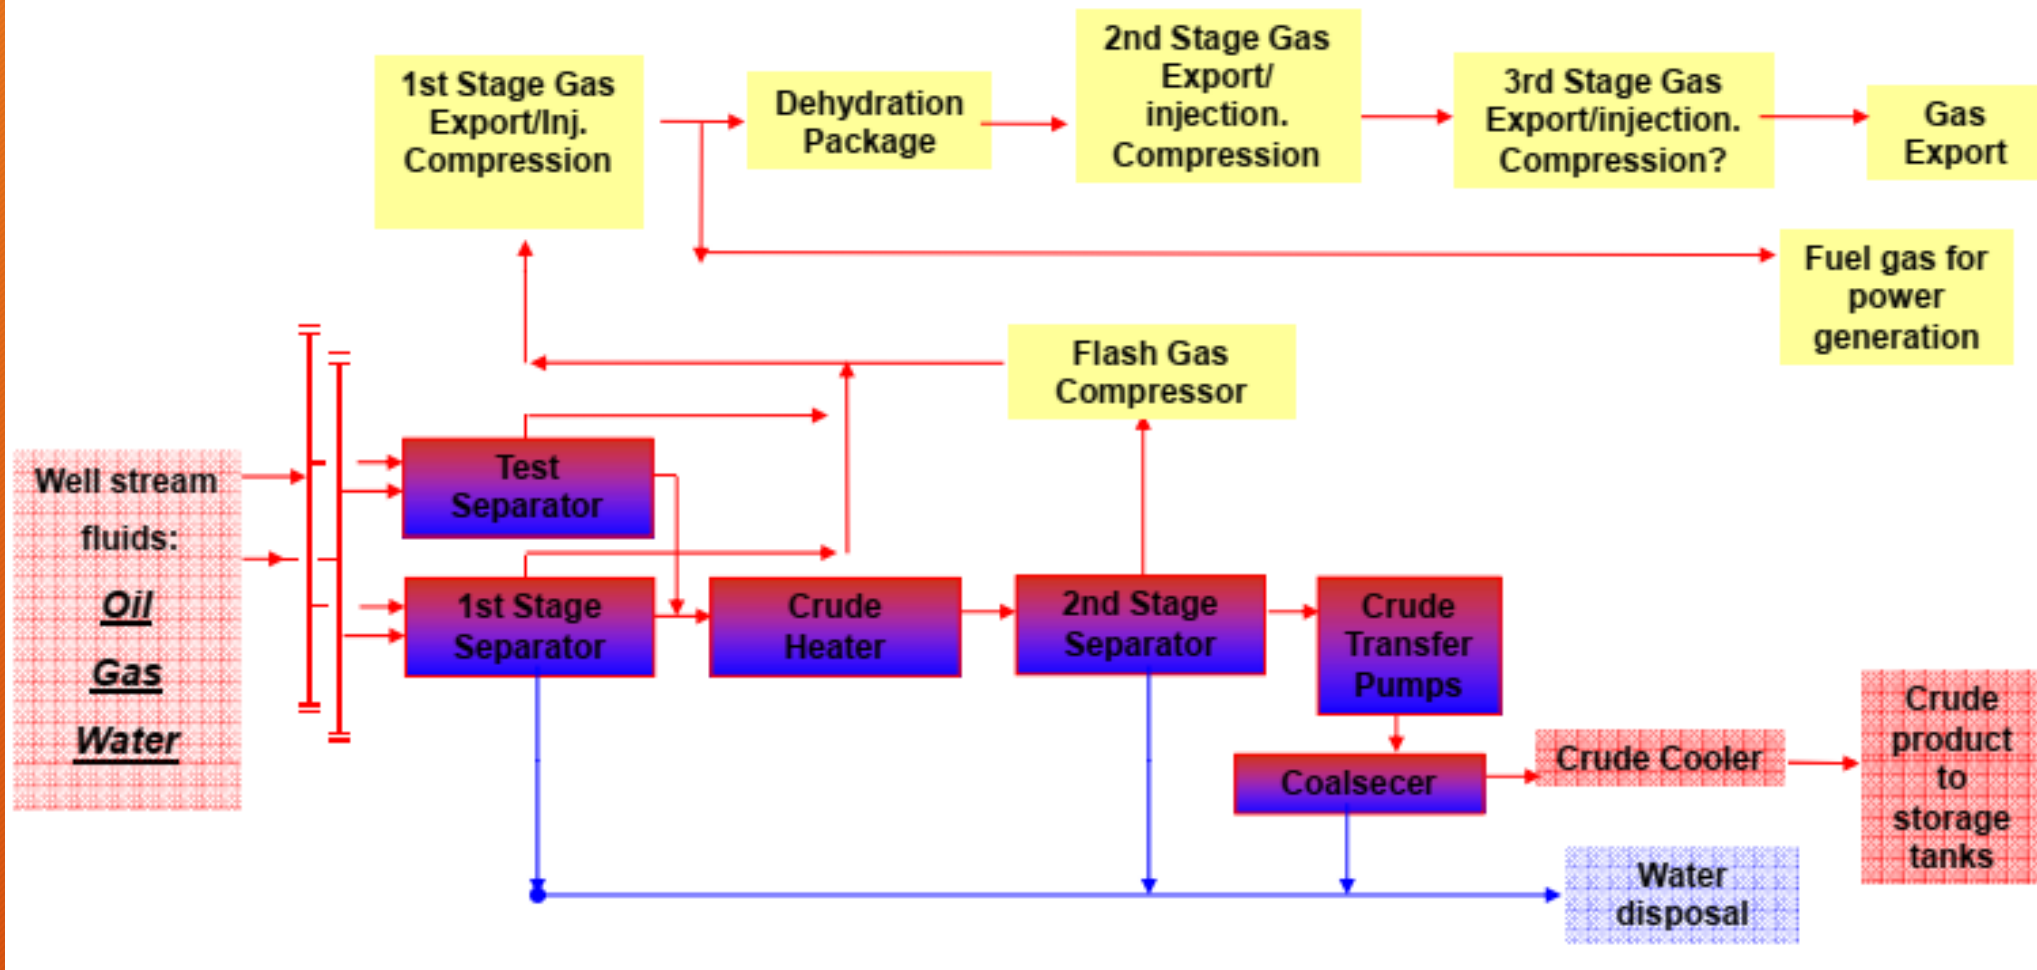 1st Stage Gas
Export/Inj.
Compression
Dehydration
Package
2nd Stage Gas
Export/
injection.
Compression
3rd Stage Gas
Export/injection.
Compression?
Gas
Export
Fuel gas for
power
generation
Flash Gas
Compressor
Well stream
fluids:
Oil
Gas
Water
Test
Separator
1st Stage
Separator
Crude
Heater
2nd Stage
Separator
Crude
Transfer
Pumps
Coalsecer
Crude Cooler
Crude
product
to
storage
tanks
Water
disposal